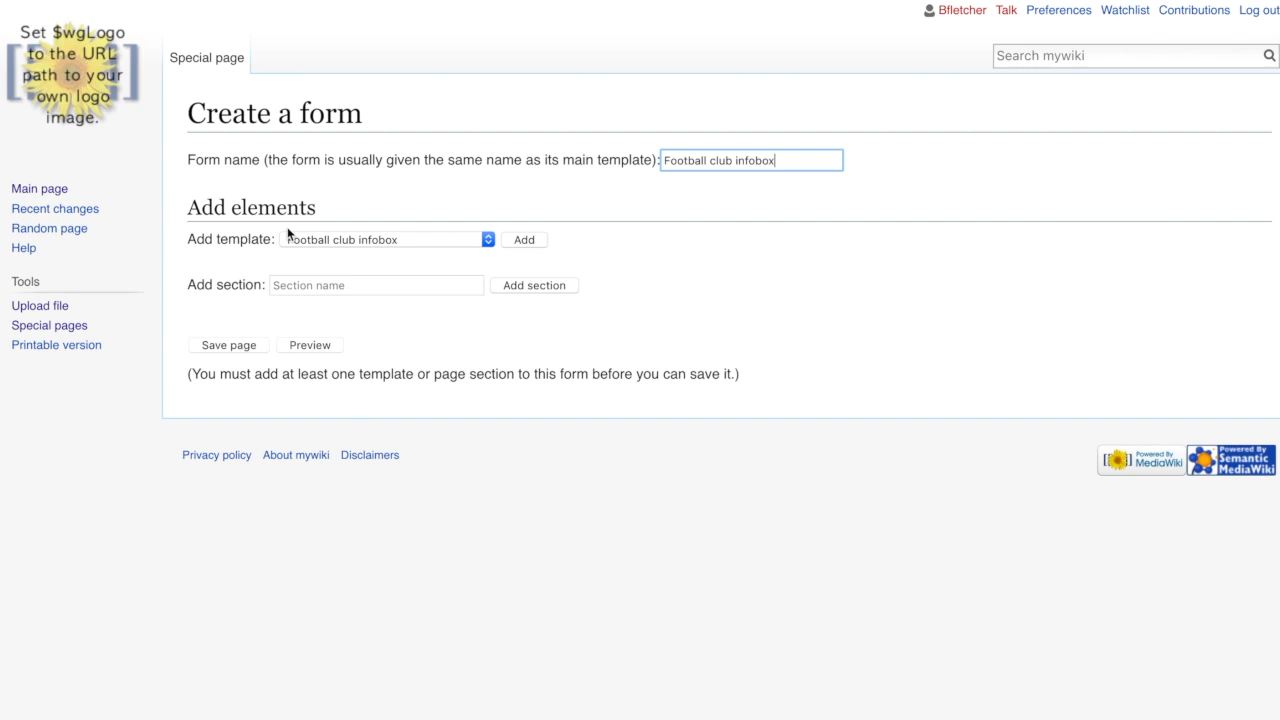 Bfletcher Talk Preferences Watchlist Contributions Log out
Set $wgLogo
to the URL
path to your
own logo
image.
Special page
Search mywiki
Create a form
Form name (the form is usually given the same name as its main template): Football club infobox
Add elements
Add template: Football club infobox Add
Add section: Section name Add section
Save page Preview
(You must add at least one template or page section to this form before you can save it.)
Main page
Recent changes
Random page
Help
Tools
Upload file
Special pages
Printable version
Privacy policy About mywiki Disclaimers
Powered By
MediaWiki
Powered By
Semantic
MediaWiki